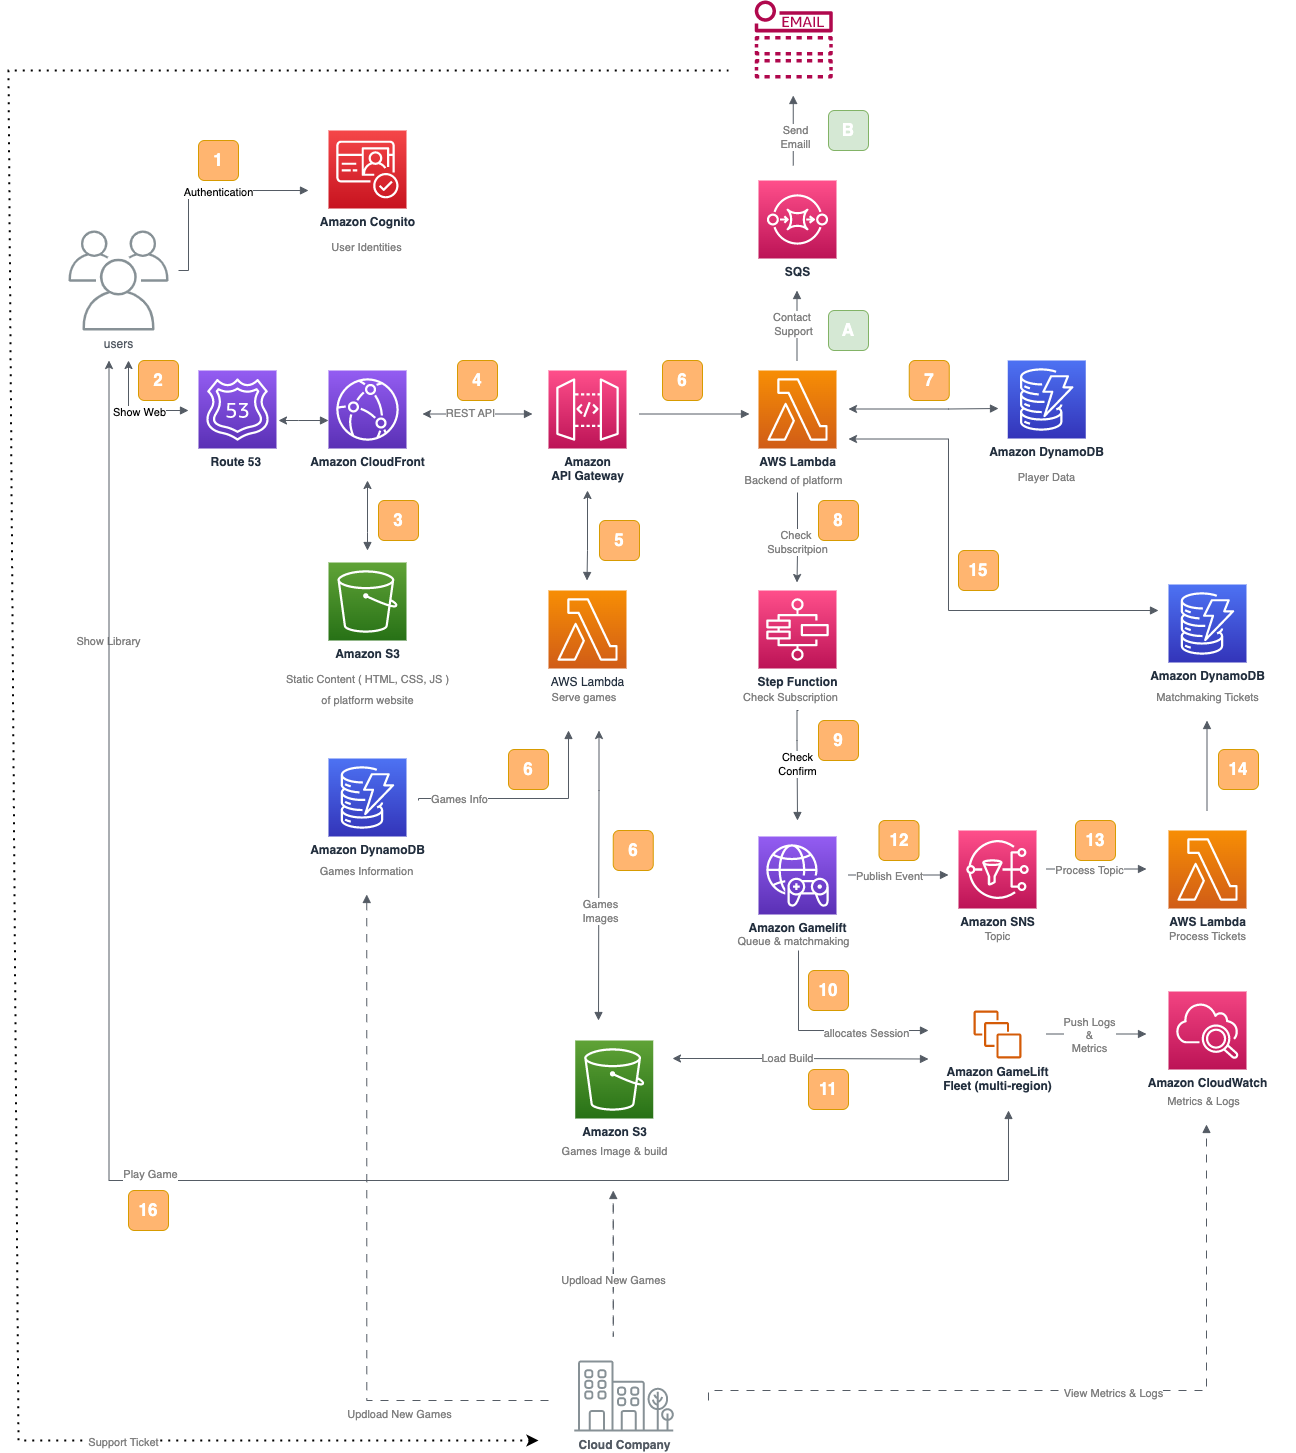 EMAIL
Send
Emaill
B
1
Authentication
Amazon Cognito
User Identities
SQS
Contact
Support
A
users
2
Show Web
53
Route 53
Amazon CloudFront
4
REST API
Amazon
API Gateway
6
AWS Lambda
Backend of platform
7
Amazon DynamoDB
Player Data
3
5
8
Check
Subscritpion
15
Show Library
Amazon S3
Static Content ( HTML, CSS, JS )
of platform website
AWS Lambda
Serve games
Step Function
Check Subscription
Amazon DynamoDB
Matchmaking Tickets
9
Check
Confirm
14
6
Games Info
Amazon DynamoDB
Games Information
6
Games
Images
12
Publish Event
13
Process Topic
Amazon Gamelift
Queue & matchmaking
Amazon SNS
Topic
AWS Lambda
Process Tickets
10
allocates Session
Load Build
11
Amazon GameLift
Fleet (multi-region)
Push Logs
&
Metrics
Amazon CloudWatch
Metrics & Logs
Amazon S3
Games Image & build
Play Game
16
Updload New Games
Updload New Games
View Metrics & Logs
Support Ticket
Cloud Company